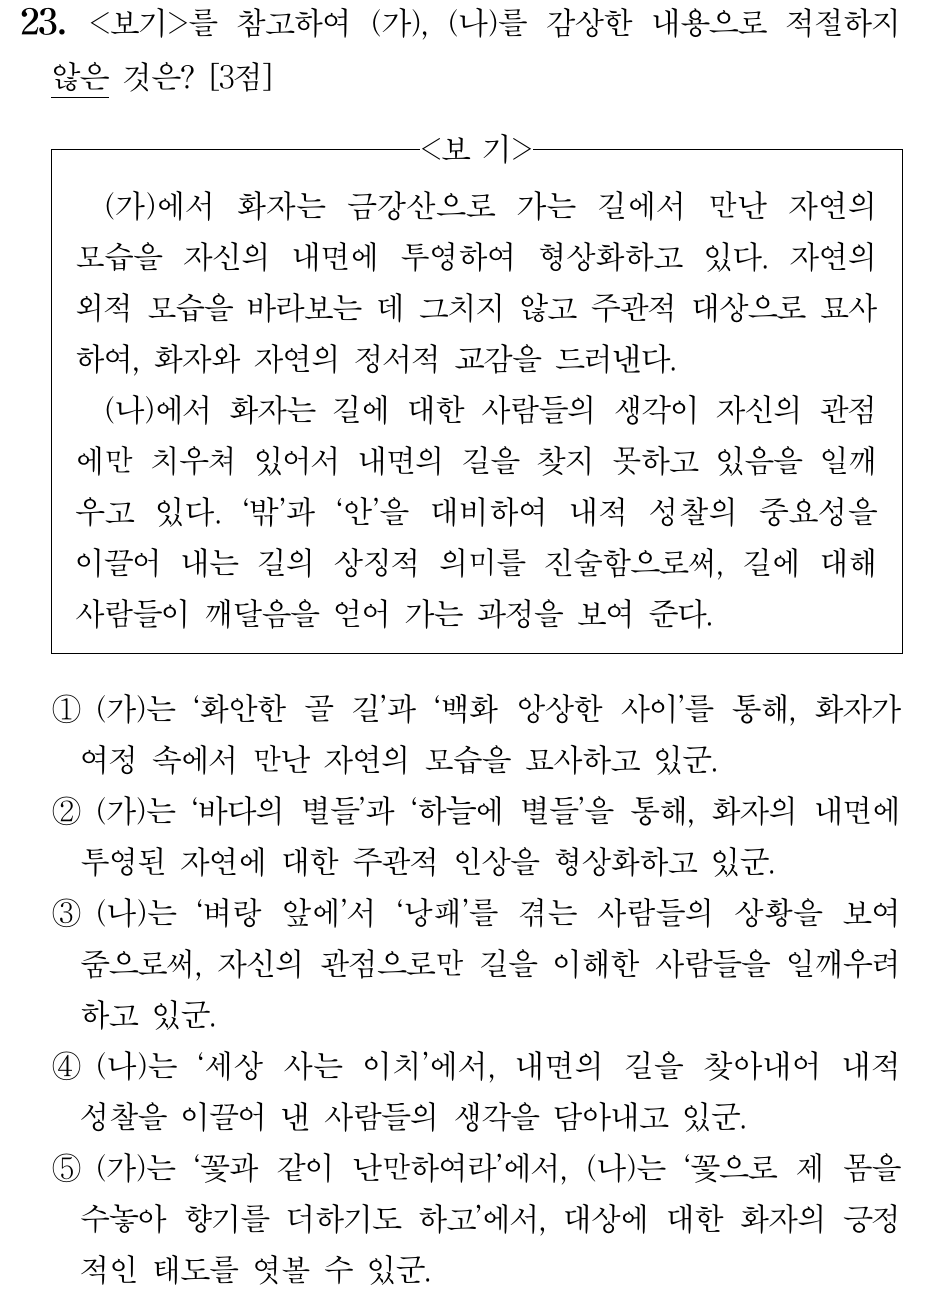 23. <보기>를 참고하여 (가), (나)를 감상한 내용으로 적절하지
않은 것은? [3점]
<보 기>
(가)에서 화자는 금강산으로 가는 길에서 만난 자연의
모습을 자신의 내면에 투영하여 형상화하고 있다. 자연의
외적 모습을 바라보는 데 그치지 않고 주관적 대상으로 묘사
하여, 화자와 자연의 정서적 교감을 드러낸다.
(나)에서 화자는 길에 대한 사람들의 생각이 자신의 관점
에만 치우쳐 있어서 내면의 길을 찾지 못하고 있음을 일깨
우고 있다. ‘밖’과 ‘안’을 대비하여 내적 성찰의 중요성을
이끌어 내는 길의 상징적 의미를 진술함으로써, 길에 대해
사람들이 깨달음을 얻어 가는 과정을 보여 준다.
① (가)는 ‘화안한 골 길’과 ‘백화 앙상한 사이’를 통해, 화자가
여정 속에서 만난 자연의 모습을 묘사하고 있군.
② (가)는 ‘바다의 별들’과 ‘하늘에 별들’을 통해, 화자의 내면에
투영된 자연에 대한 주관적 인상을 형상화하고 있군.
③ (나)는 ‘벼랑 앞에’서 ‘낭패’를 겪는 사람들의 상황을 보여
줌으로써, 자신의 관점으로만 길을 이해한 사람들을 일깨우려
하고 있군.
④ (나)는 ‘세상 사는 이치’에서, 내면의 길을 찾아내어 내적
성찰을 이끌어 낸 사람들의 생각을 담아내고 있군.
⑤ (가)는 ‘꽃과 같이 난만하여라’에서, (나)는 ‘꽃으로 제 몸을
수놓아 향기를 더하기도 하고’에서, 대상에 대한 화자의 긍정
적인 태도를 엿볼 수 있군.